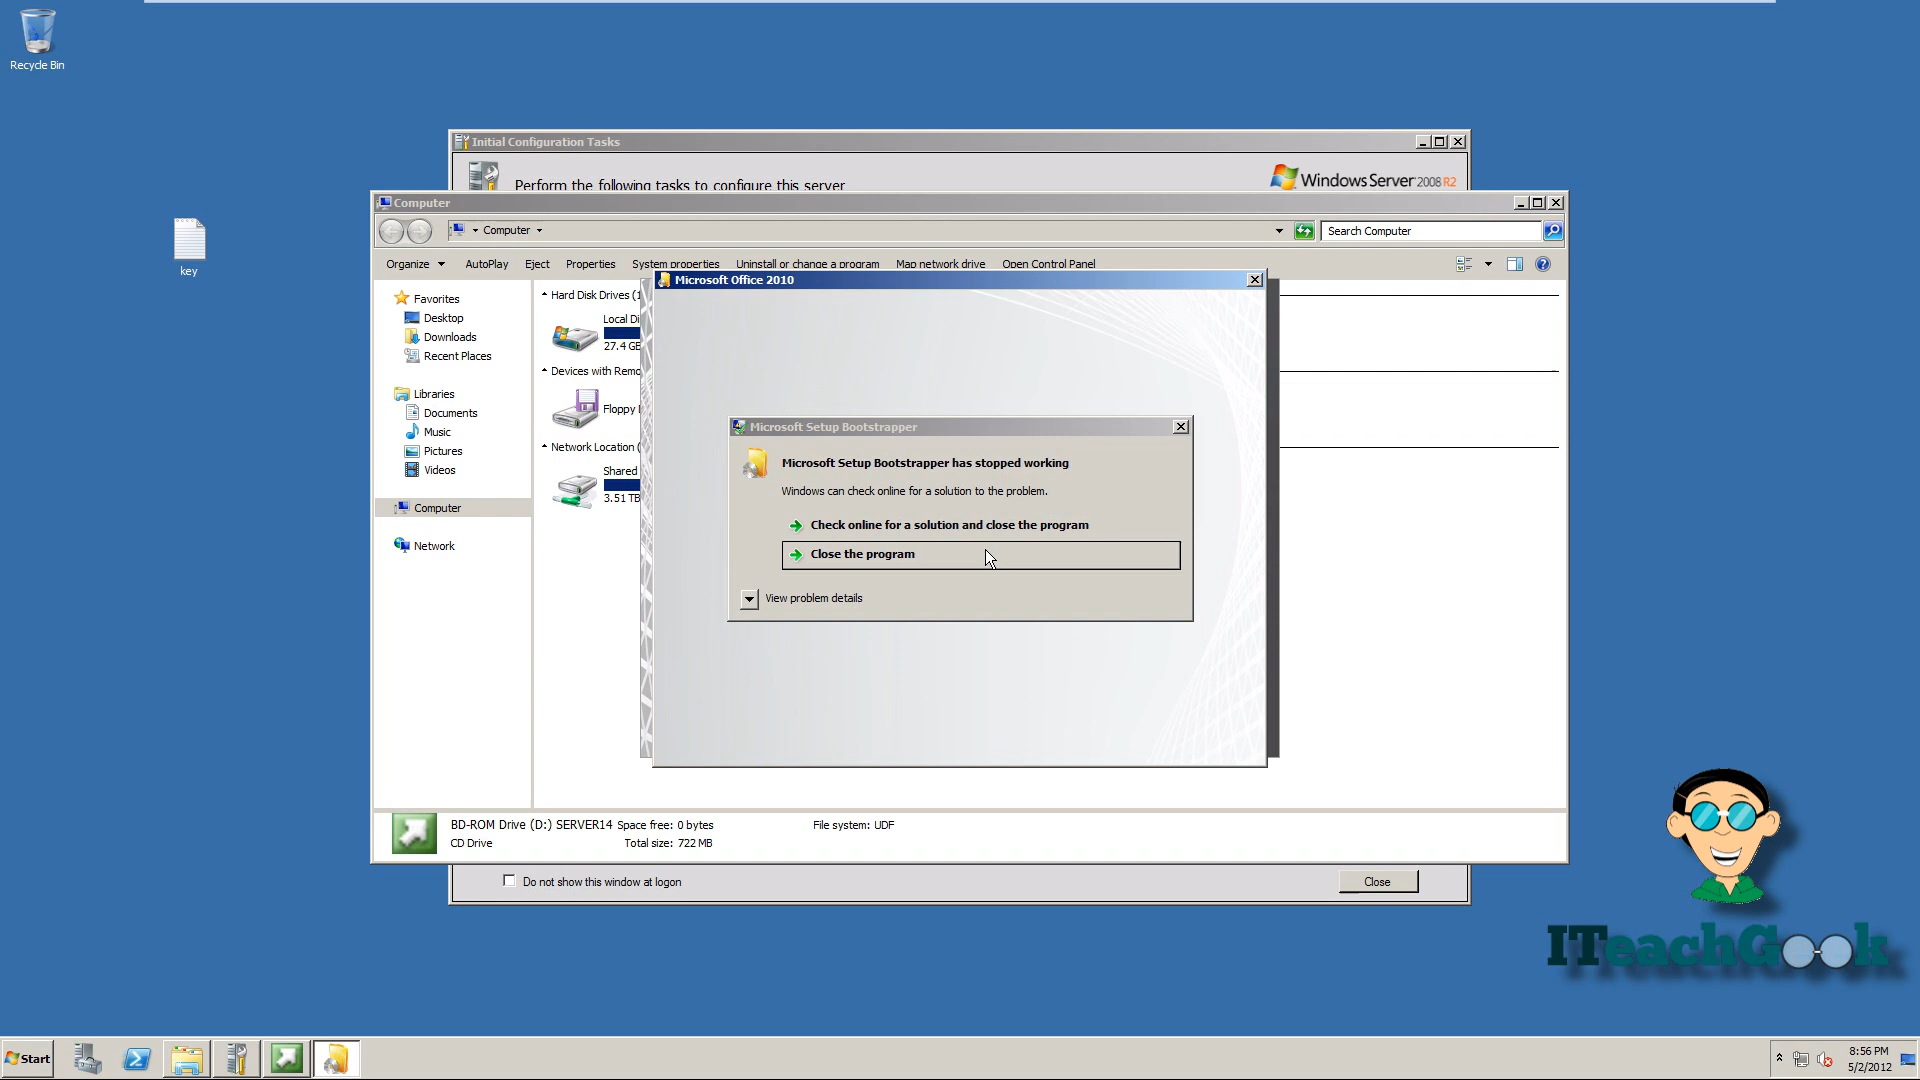 Recycle Bin
key
Initial Configuration Tasks
Perform the following tasks to configure this server
Windows Server 2008 R2
Computer
Computer
Search Computer
Organize
AutoPlay
Eject
Properties
System properties
Uninstall or change a program
Map network drive
Open Control Panel
Favorites
Desktop
Downloads
Recent Places
Libraries
Documents
Music
Pictures
Videos
Computer
Network
Hard Disk Drives (1
Local Di
27.4 GB
Devices with Remo
Floppy
Network Location (
Shared
3.51 TB
Microsoft Office 2010
Microsoft Setup Bootstrapper
Microsoft Setup Bootstrapper has stopped working
Windows can check online for a solution to the problem.
Check online for a solution and close the program
Close the program
View problem details
BD-ROM Drive (D:) SERVER14 Space free: 0 bytes
File system: UDF
CD Drive
Total size: 722 MB
Do not show this window at logon
Close
ITeachGeek
Start
8:56 PM
5/2/2012